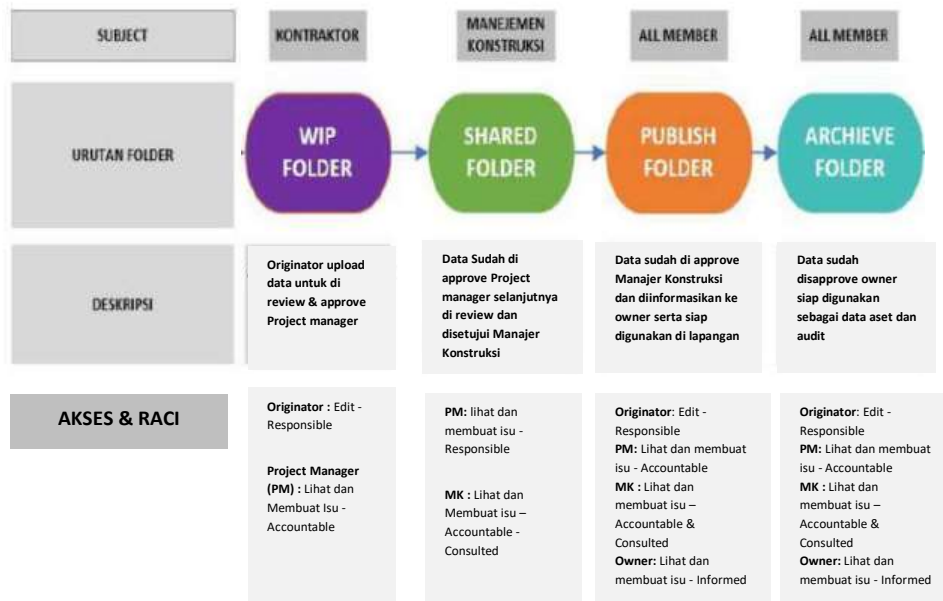 SUBJECT
KONTRAKTOR
MANEJEMEN
KONSTRUKSI
ALL MEMBER
ALL MEMBER
URUTAN FOLDER
WIP
FOLDER
SHARED
FOLDER
PUBLISH
FOLDER
ARCHIEVE
FOLDER
DESKRIPSI
Originator upload
data untuk di
review & approve
Project manager
Data Sudah di
approve Project
manager selanjutnya
di review dan
disetujui Manajer
Konstruksi
Data sudah di approve
Manajer Konstruksi
dan diinformasikan ke
owner serta siap
digunakan di lapangan
Data sudah
disapprove owner
siap digunakan
sebagai data aset dan
audit
AKSES & RACI
Originator : Edit -
Responsible
Project Manager
(PM) : Lihat dan
Membuat Isu -
Accountable
PM: lihat dan
membuat isu -
Responsible
MK : Lihat dan
Membuat isu –
Accountable -
Consulted
Originator: Edit -
Responsible
PM: Lihat dan membuat
isu - Accountable
MK : Lihat dan
membuat isu –
Accountable &
Consulted
Owner: Lihat dan
membuat isu - Informed
Originator: Edit -
Responsible
PM: Lihat dan membuat
isu - Accountable
MK : Lihat dan
membuat isu –
Accountable &
Consulted
Owner: Lihat dan
membuat isu - Informed